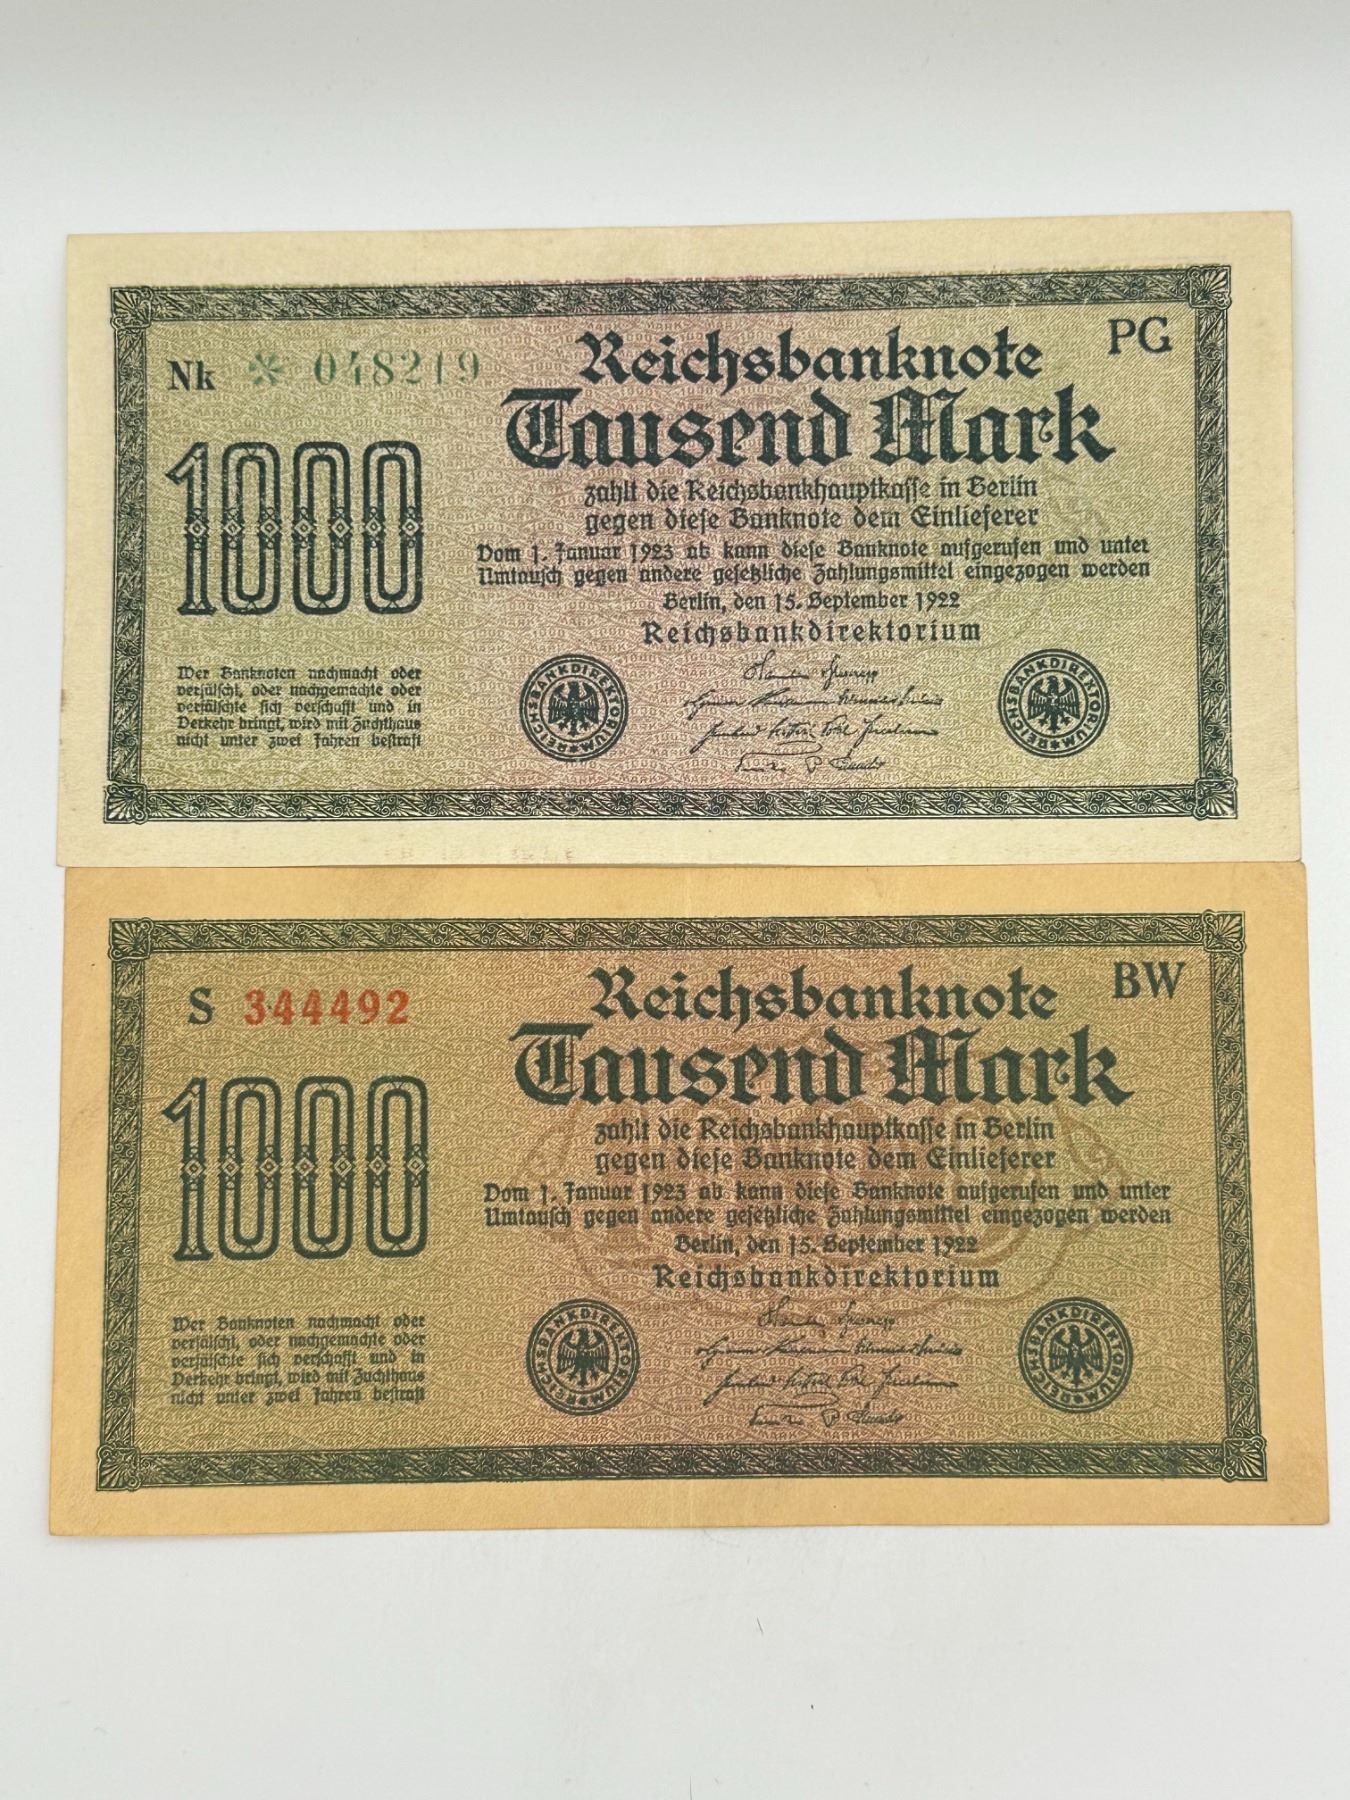 Nk * 048219
Reichsbanknote
PG
Tausend Mark
1000
zahlt die Reichsbankhauptkasse in Berlin
gegen diese Banknote dem Einlieferer
Vom 1. Januar 1923 ab kann diese Banknote aufgerufen und unter
Umtausch gegen andere gesetzliche Zahlungsmittel eingezogen werden
Berlin, den 15. September 1922
Reichsbankdirektorium
Wer Banknoten nachmacht oder
verfälscht, oder nachgemachte oder
verfälschte sich verschafft und in
Verkehr bringt, wird mit Zuchthaus
nicht unter zwei Jahren bestraft
REICHSBANKDIREKTORIUM
REICHSBANKDIREKTORIUM
S 344492
Reichsbanknote
BW
Tausend Mark
1000
zahlt die Reichsbankhauptkasse in Berlin
gegen diese Banknote dem Einlieferer
Vom 1. Januar 1923 ab kann diese Banknote aufgerufen und unter
Umtausch gegen andere gesetzliche Zahlungsmittel eingezogen werden
Berlin, den 15. September 1922
Reichsbankdirektorium
Wer Banknoten nachmacht oder
verfälscht, oder nachgemachte oder
verfälschte sich verschafft und in
Verkehr bringt, wird mit Zuchthaus
nicht unter zwei Jahren bestraft
REICHSBANKDIREKTORIUM
REICHSBANKDIREKTORIUM